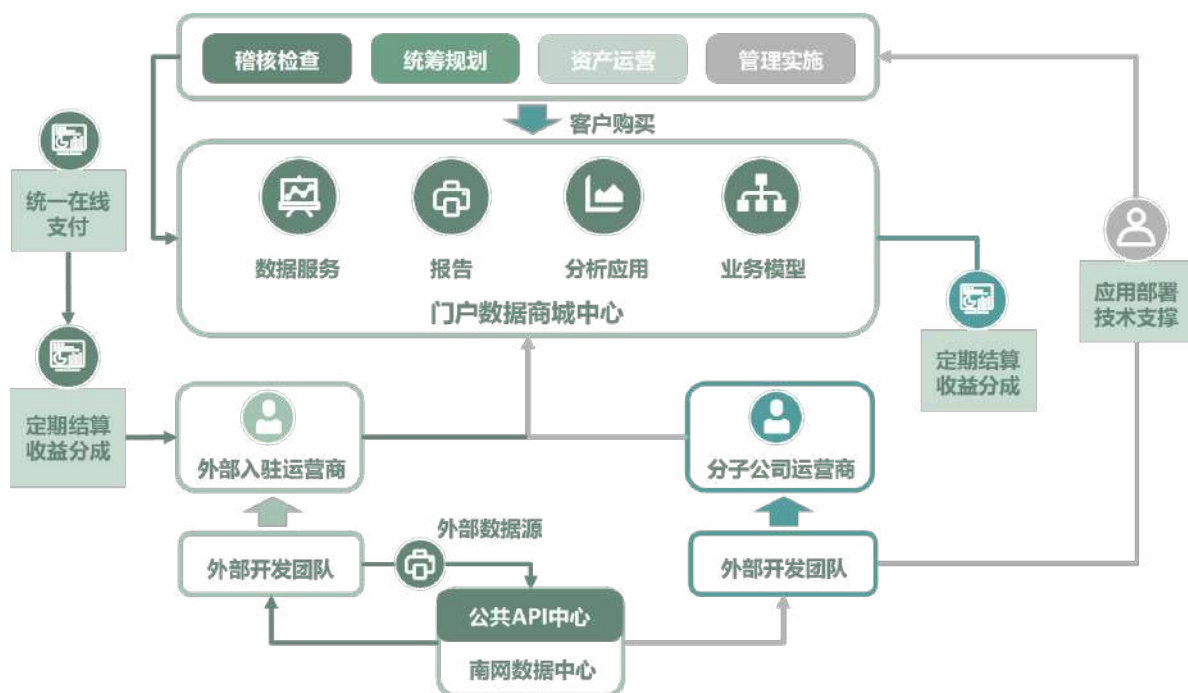 稽核检查
统筹规划
资产运营
管理实施
客户购买
统一在线
支付
数据服务
报告
分析应用
业务模型
门户数据商城中心
应用部署
技术支撑
定期结算
收益分成
定期结算
收益分成
外部入驻运营商
分子公司运营商
外部数据源
外部开发团队
外部开发团队
公共API中心
南网数据中心